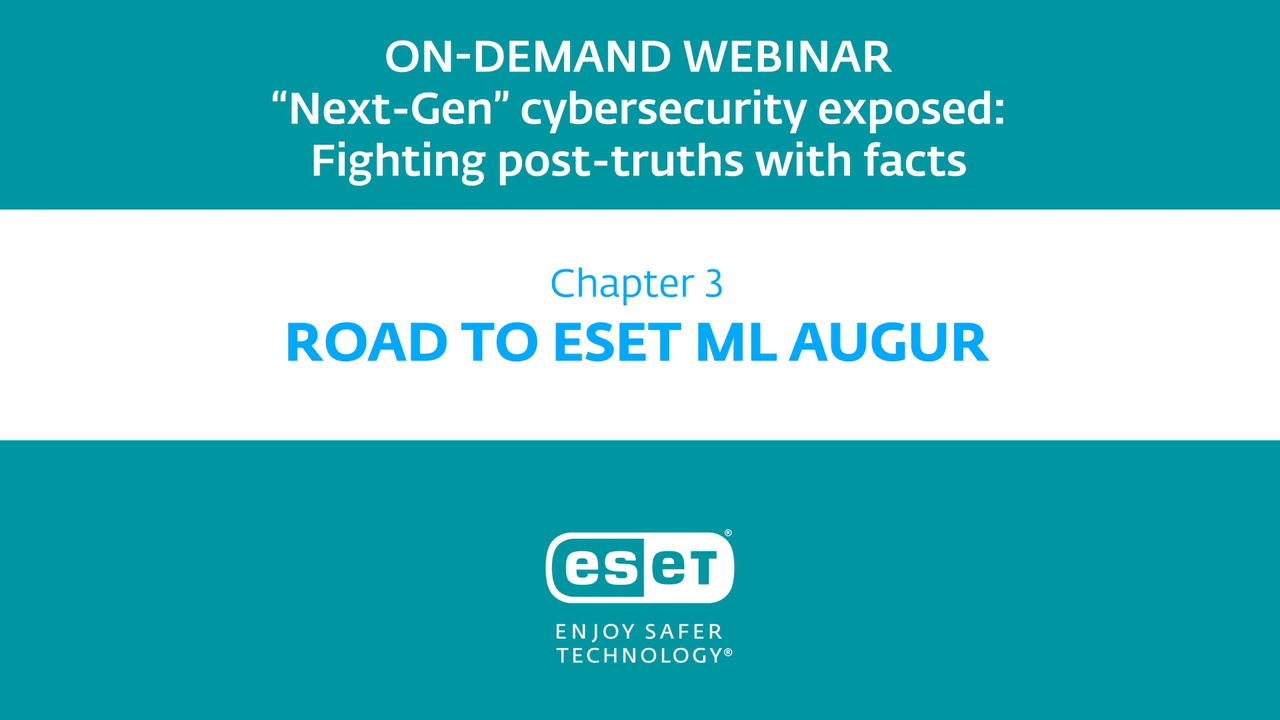 ON-DEMAND WEBINAR
“Next-Gen” cybersecurity exposed:
Fighting post-truths with facts
Chapter 3
ROAD TO ESET ML AUGUR
eset®
ENJOY SAFER
TECHNOLOGY®